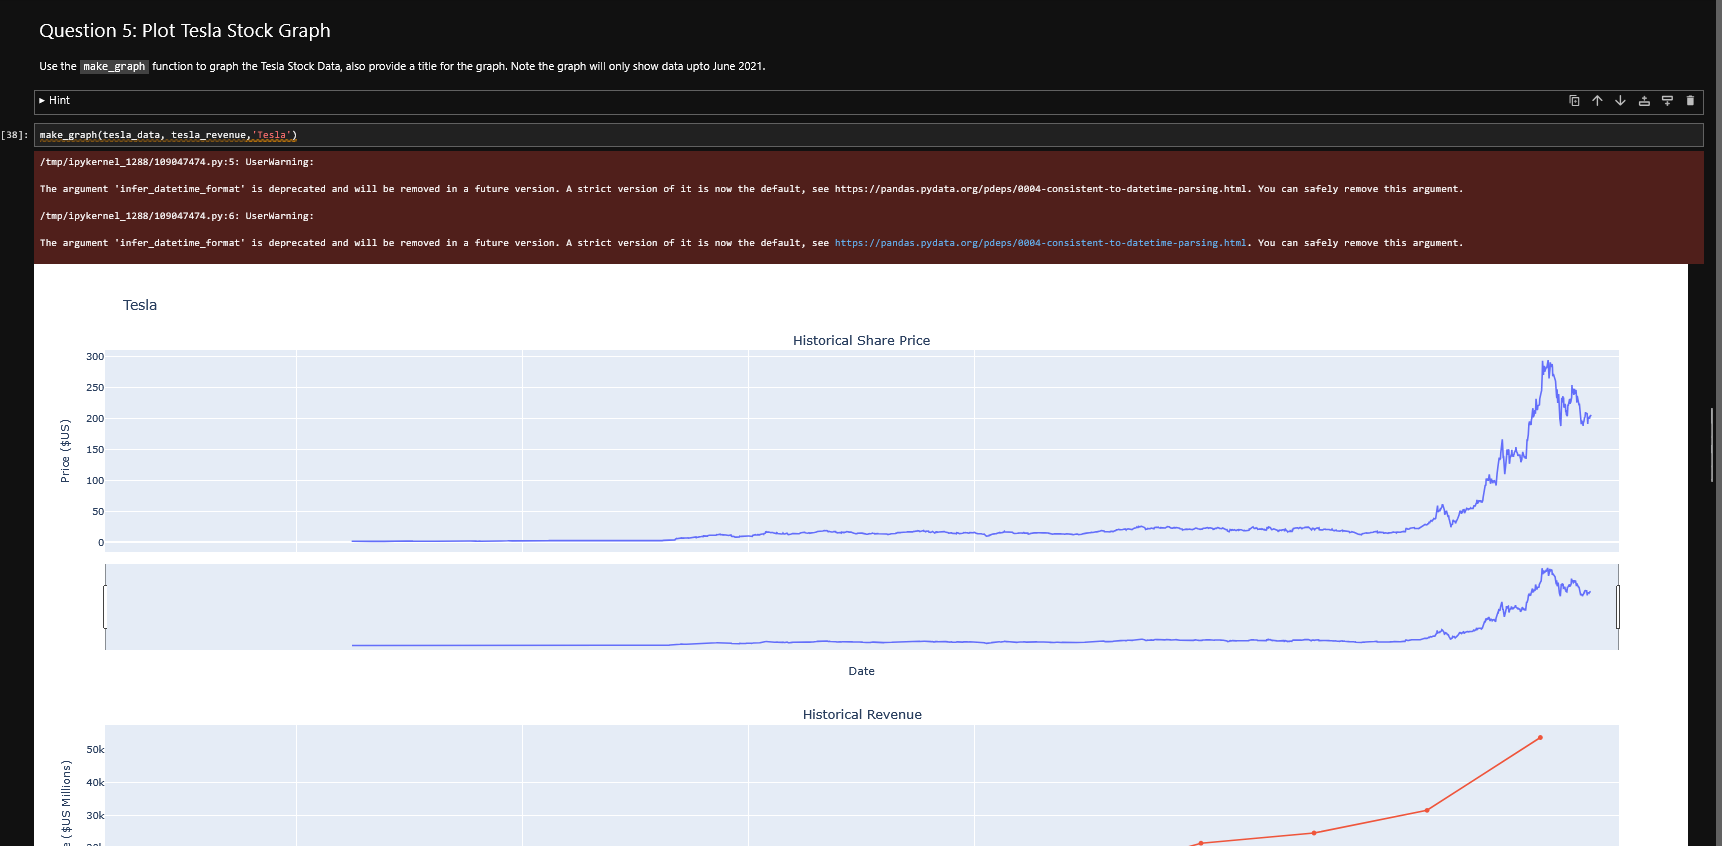 Question 5: Plot Tesla Stock Graph
Use the make_graph function to graph the Tesla Stock Data, also provide a title for the graph. Note the graph will only show data upto June 2021.
▸ Hint
[38]: make_graph(tesla_data, tesla_revenue,'Tesla')
/tmp/ipykernel_1288/109047474.py:5: UserWarning:
The argument 'infer_datetime_format' is deprecated and will be removed in a future version. A strict version of it is now the default, see https://pandas.pydata.org/pdeps/0004-consistent-to-datetime-parsing.html. You can safely remove this argument.
/tmp/ipykernel_1288/109047474.py:6: UserWarning:
The argument 'infer_datetime_format' is deprecated and will be removed in a future version. A strict version of it is now the default, see https://pandas.pydata.org/pdeps/0004-consistent-to-datetime-parsing.html. You can safely remove this argument.
Tesla
Historical Share Price
300
250
200
150
100
50
0
Price ($US)
Date
Historical Revenue
50k
40k
30k
($US Millions)